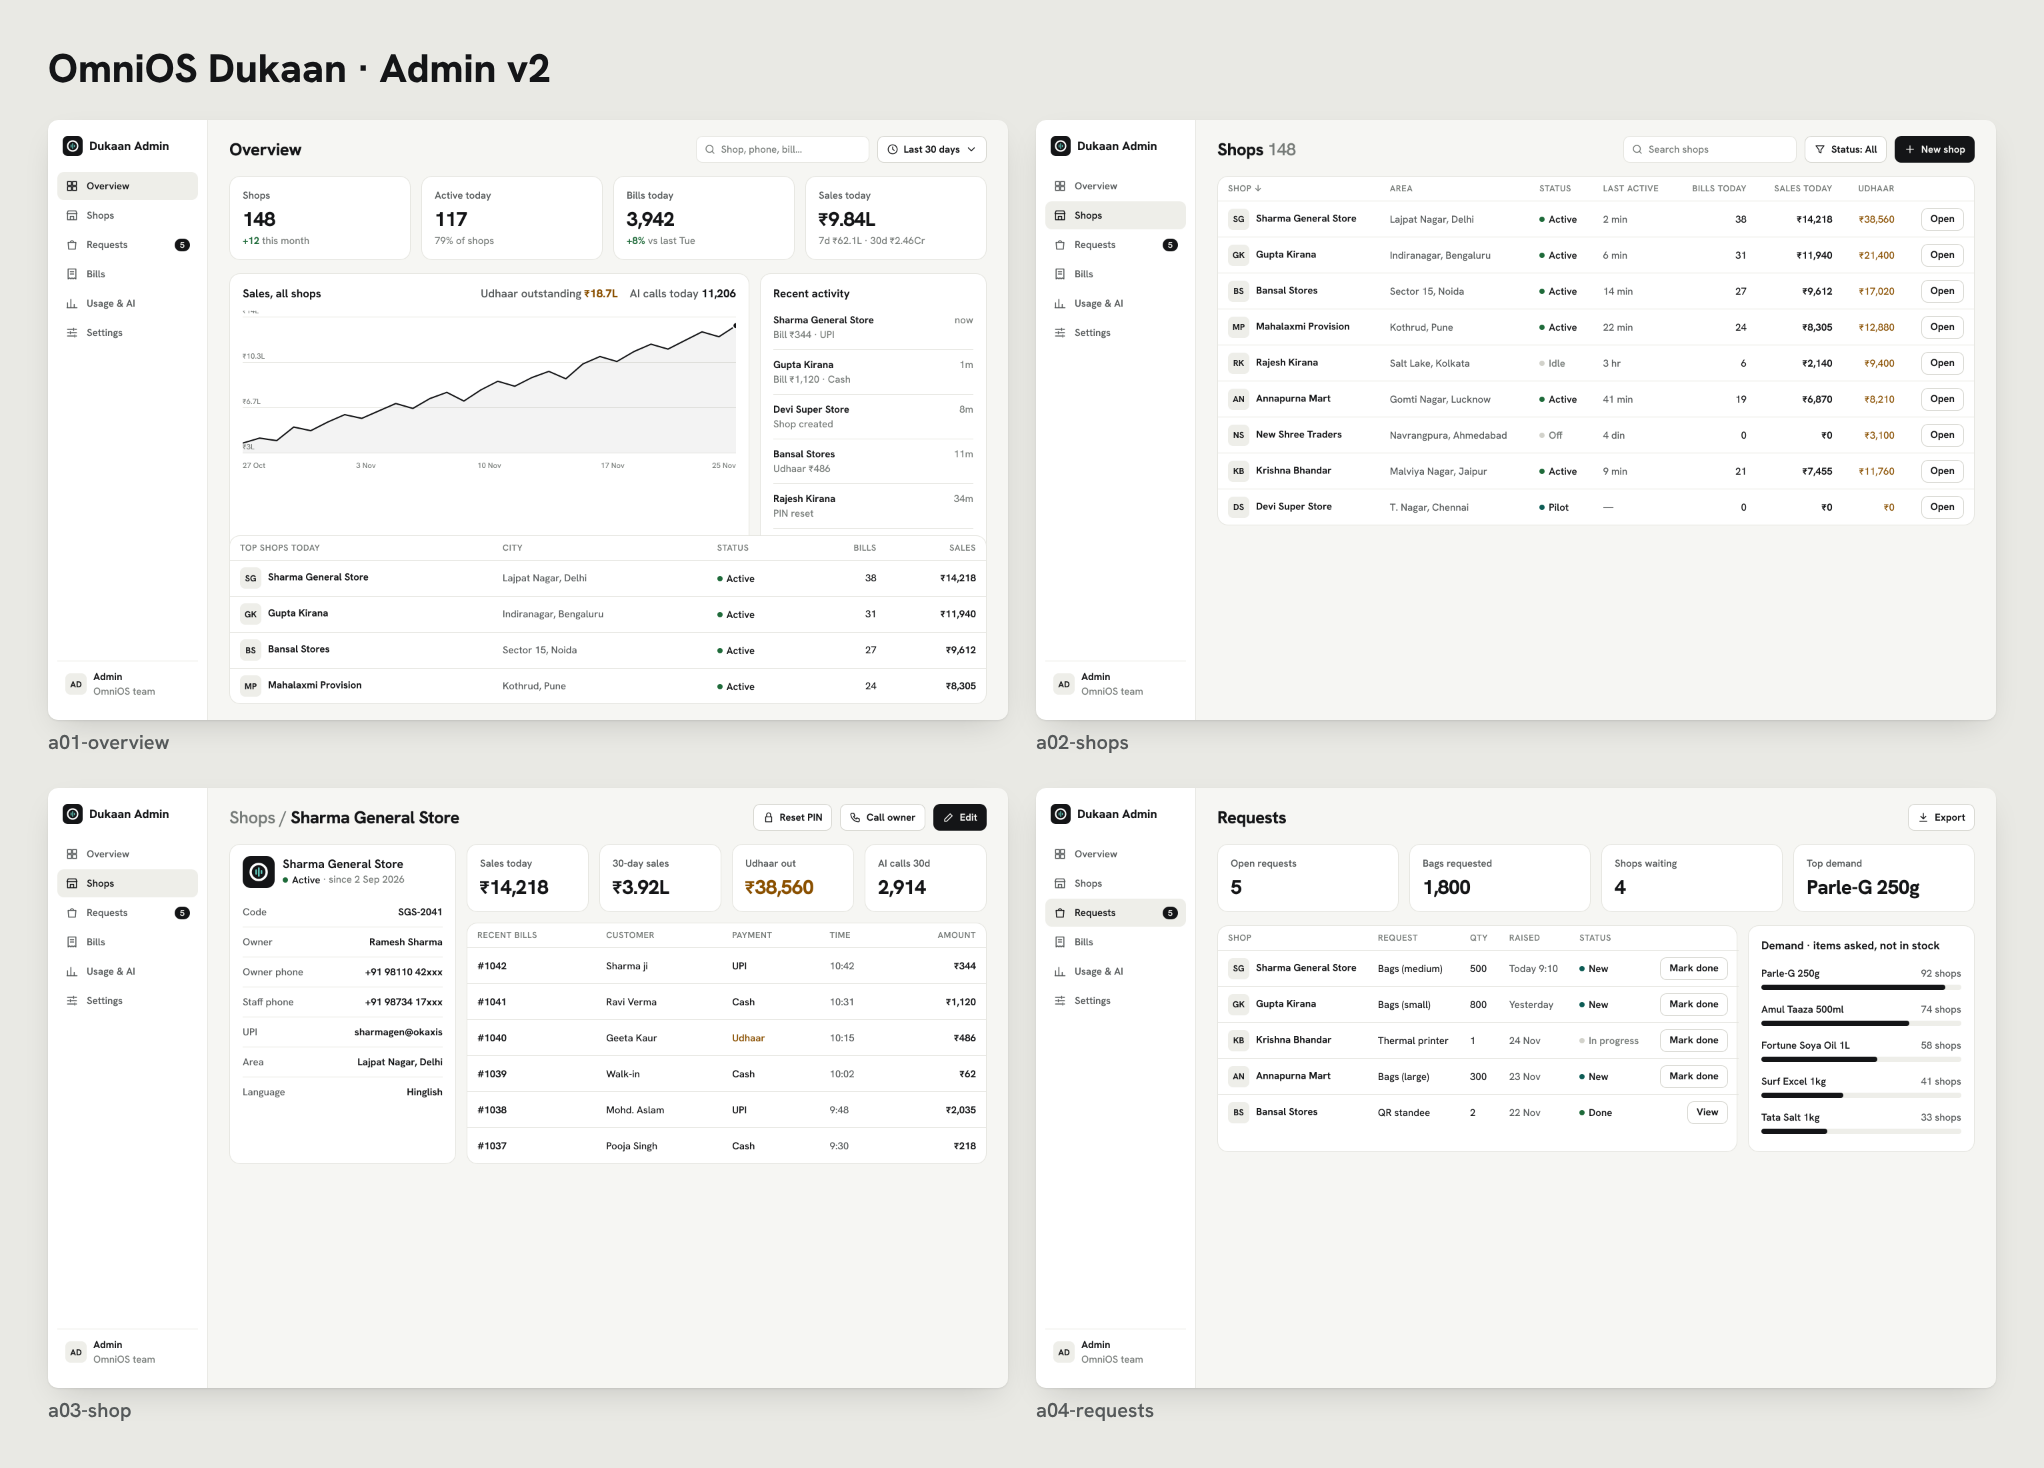 OmniOS Dukaan · Admin v2
Dukaan Admin
Overview
Shops
Requests 5
Bills
Usage & AI
Settings
AD Admin
OmniOS team
Overview
Shop, phone, bill...
Last 30 days
Shops
148
+12 this month
Active today
117
79% of shops
Bills today
3,942
+8% vs last Tue
Sales today
₹9.84L
7d ₹62.1L · 30d ₹2.46Cr
Sales, all shops
Udhaar outstanding ₹18.7L AI calls today 11,206
₹10.3L
₹6.7L
₹3L
27 Oct 3 Nov 10 Nov 17 Nov 25 Nov
Recent activity
Sharma General Store now
Bill ₹344 · UPI
Gupta Kirana 1m
Bill ₹1,120 · Cash
Devi Super Store 8m
Shop created
Bansal Stores 11m
Udhaar ₹486
Rajesh Kirana 34m
PIN reset
TOP SHOPS TODAY CITY STATUS BILLS SALES
SG Sharma General Store Lajpat Nagar, Delhi Active 38 ₹14,218
GK Gupta Kirana Indiranagar, Bengaluru Active 31 ₹11,940
BS Bansal Stores Sector 15, Noida Active 27 ₹9,612
MP Mahalaxmi Provision Kothrud, Pune Active 24 ₹8,305
a01-overview
Dukaan Admin
Overview
Shops
Requests 5
Bills
Usage & AI
Settings
AD Admin
OmniOS team
Shops 148
Search shops
Status: All
New shop
SHOP ↓ AREA STATUS LAST ACTIVE BILLS TODAY SALES TODAY UDHAAR
SG Sharma General Store Lajpat Nagar, Delhi Active 2 min 38 ₹14,218 ₹38,560 Open
GK Gupta Kirana Indiranagar, Bengaluru Active 6 min 31 ₹11,940 ₹21,400 Open
BS Bansal Stores Sector 15, Noida Active 14 min 27 ₹9,612 ₹17,020 Open
MP Mahalaxmi Provision Kothrud, Pune Active 22 min 24 ₹8,305 ₹12,880 Open
RK Rajesh Kirana Salt Lake, Kolkata Idle 3 hr 6 ₹2,140 ₹9,400 Open
AN Annapurna Mart Gomti Nagar, Lucknow Active 41 min 19 ₹6,870 ₹8,210 Open
NS New Shree Traders Navrangpura, Ahmedabad Off 4 din 0 ₹0 ₹3,100 Open
KB Krishna Bhandar Malviya Nagar, Jaipur Active 9 min 21 ₹7,455 ₹11,760 Open
DS Devi Super Store T. Nagar, Chennai Pilot — 0 ₹0 ₹0 Open
a02-shops
Dukaan Admin
Overview
Shops
Requests 5
Bills
Usage & AI
Settings
AD Admin
OmniOS team
Shops / Sharma General Store
Reset PIN
Call owner
Edit
Sharma General Store
Active · since 2 Sep 2026
Code SGS-2041
Owner Ramesh Sharma
Owner phone +91 98110 42xxx
Staff phone +91 98734 17xxx
UPI sharmagen@okaxis
Area Lajpat Nagar, Delhi
Language Hinglish
Sales today
₹14,218
30-day sales
₹3.92L
Udhaar out
₹38,560
AI calls 30d
2,914
RECENT BILLS CUSTOMER PAYMENT TIME AMOUNT
#1042 Sharma ji UPI 10:42 ₹344
#1041 Ravi Verma Cash 10:31 ₹1,120
#1040 Geeta Kaur Udhaar 10:15 ₹486
#1039 Walk-in Cash 10:02 ₹62
#1038 Mohd. Aslam UPI 9:48 ₹2,035
#1037 Pooja Singh Cash 9:30 ₹218
a03-shop
Dukaan Admin
Overview
Shops
Requests 5
Bills
Usage & AI
Settings
AD Admin
OmniOS team
Requests
Export
Open requests
5
Bags requested
1,800
Shops waiting
4
Top demand
Parle-G 250g
SHOP REQUEST QTY RAISED STATUS
SG Sharma General Store Bags (medium) 500 Today 9:10 New Mark done
GK Gupta Kirana Bags (small) 800 Yesterday New Mark done
KB Krishna Bhandar Thermal printer 1 24 Nov In progress Mark done
AN Annapurna Mart Bags (large) 300 23 Nov New Mark done
BS Bansal Stores QR standee 2 22 Nov Done View
Demand · items asked, not in stock
Parle-G 250g 92 shops
Amul Taaza 500ml 74 shops
Fortune Soya Oil 1L 58 shops
Surf Excel 1kg 41 shops
Tata Salt 1kg 33 shops
a04-requests